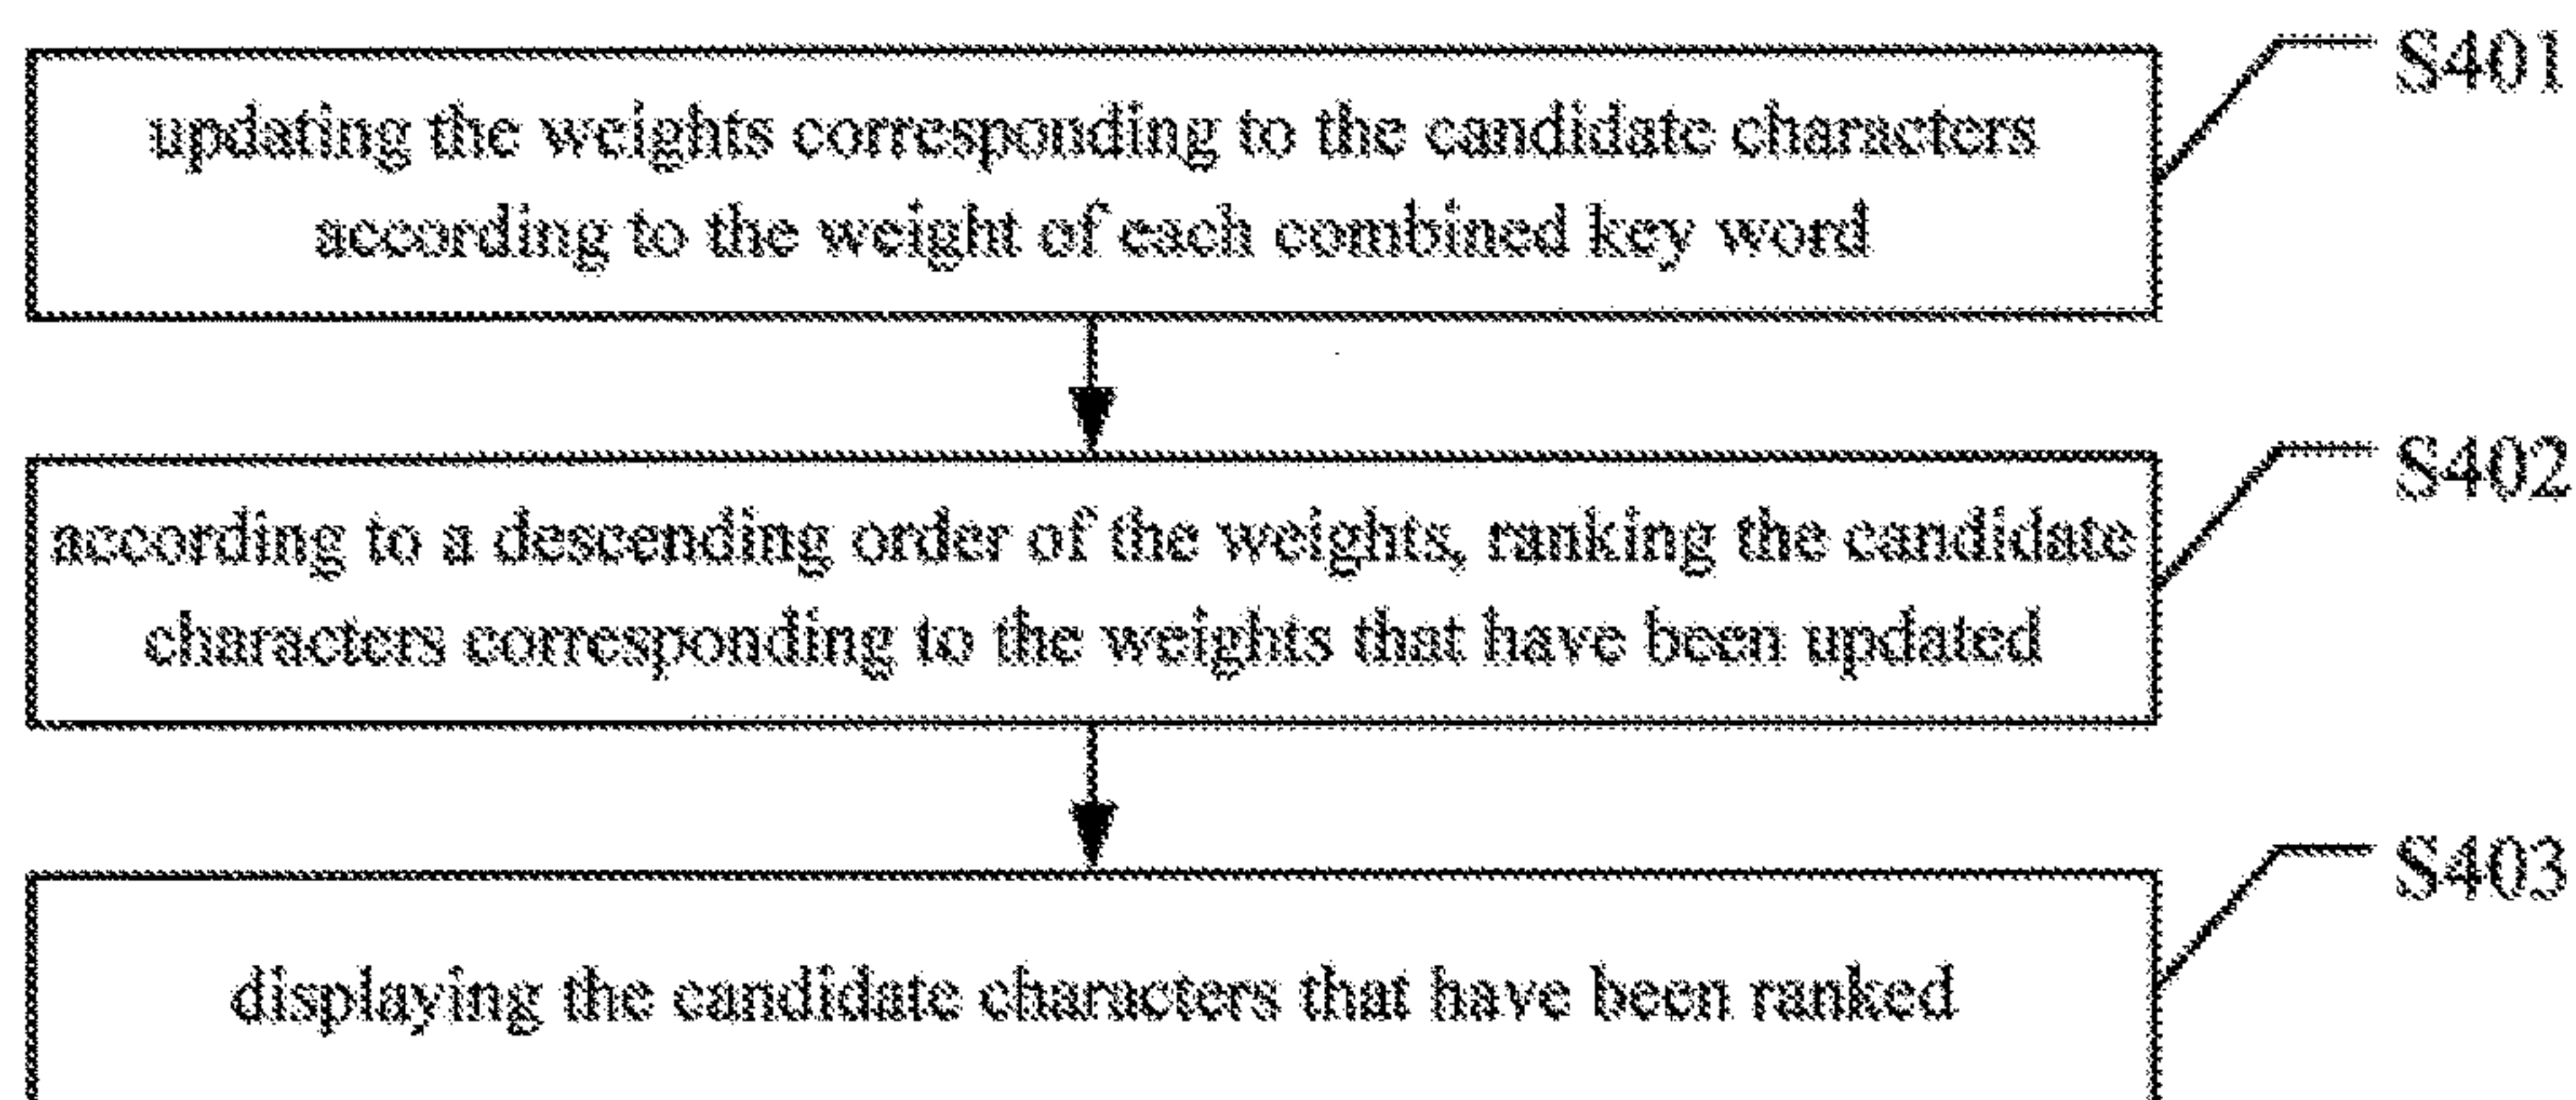 S401
updating the weights corresponding to the candidate characters
according to the weight of each combined key word
S402
according to a descending order of the weights, ranking the candidate
characters corresponding to the weights that have been updated
S403
displaying the candidate characters that have been ranked